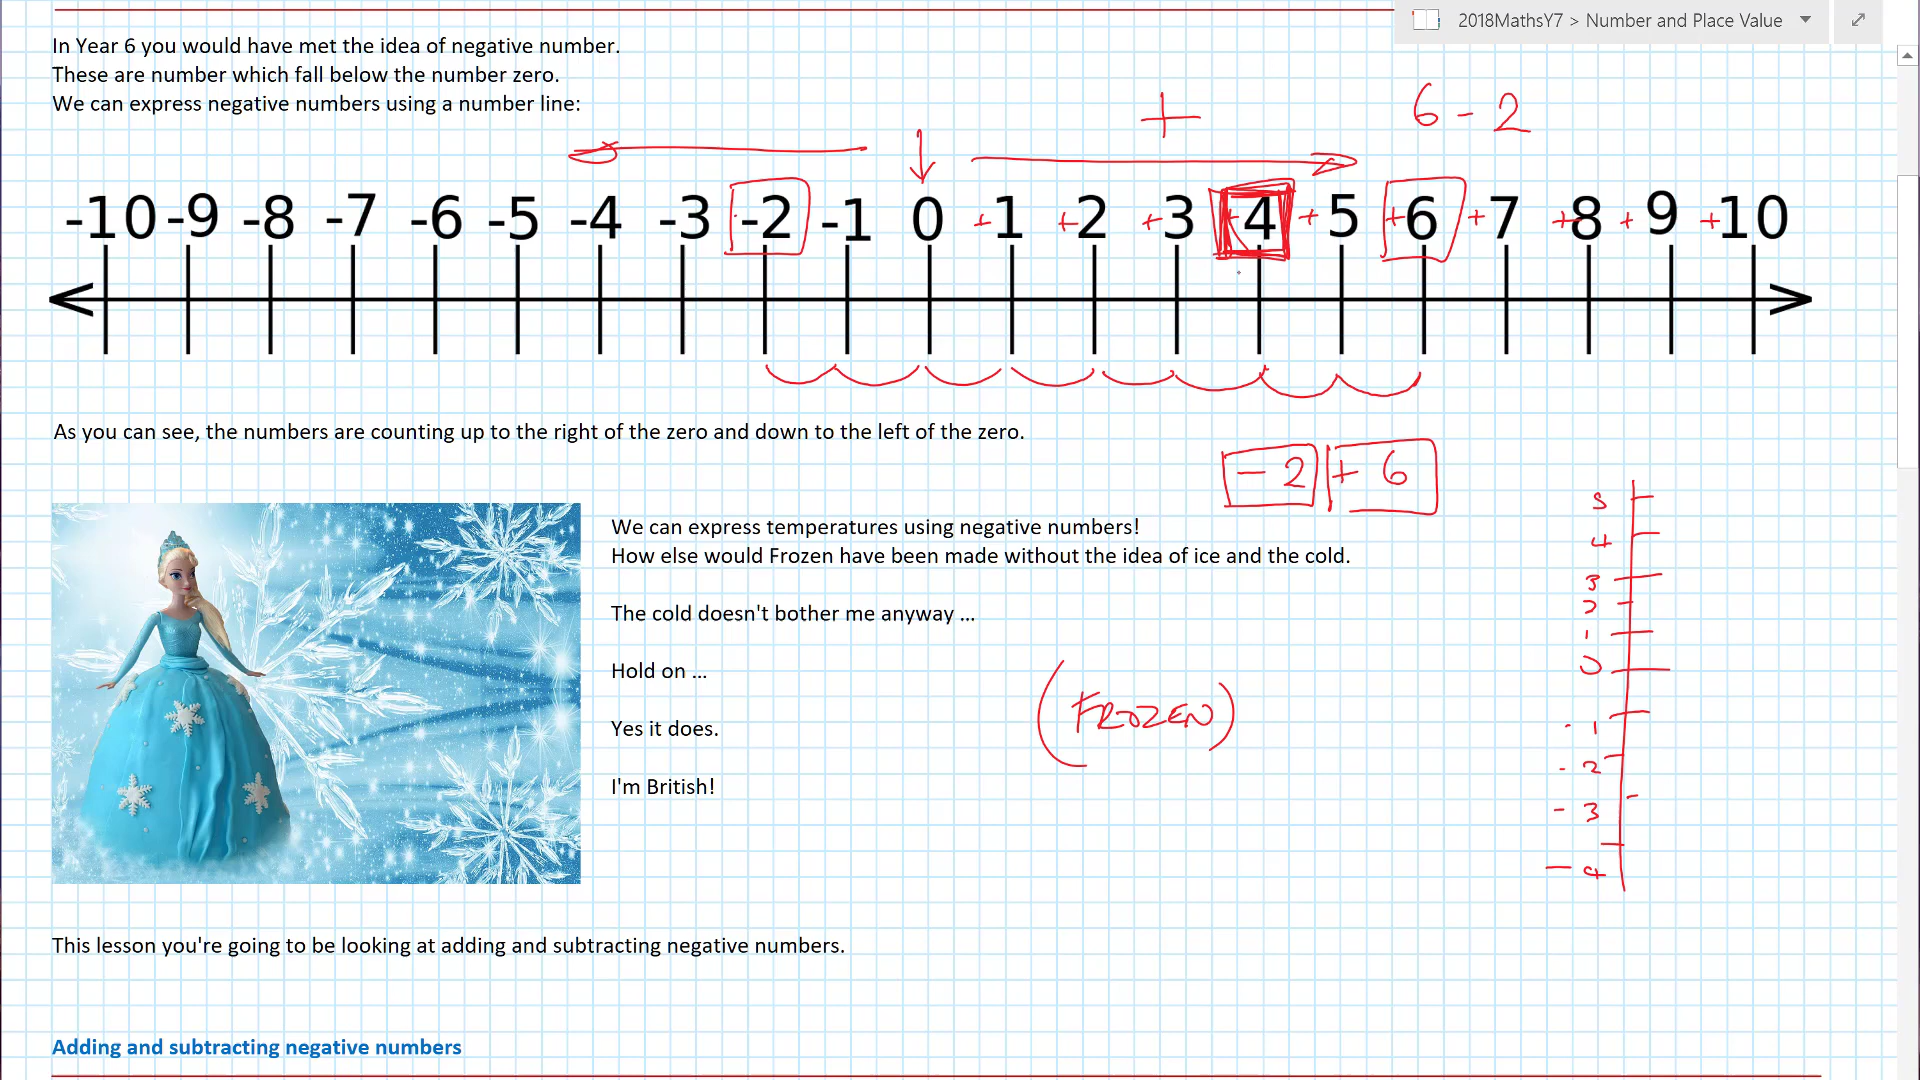 2018MathsY7 > Number and Place Value
In Year 6 you would have met the idea of negative number.
These are number which fall below the number zero.
We can express negative numbers using a number line:
+
6 - 2
-10 -9 -8 -7 -6 -5 -4 -3 -2 -1 0 +1 +2 +3 +4 +5 +6 +7 +8 +9 +10
As you can see, the numbers are counting up to the right of the zero and down to the left of the zero.
- 2 + 6
We can express temperatures using negative numbers!
How else would Frozen have been made without the idea of ice and the cold.
The cold doesn't bother me anyway ...
Hold on ...
Yes it does.
I'm British!
(FROZEN)
5
4
3
2
1
0
- 1
- 2
- 3
- 4
This lesson you're going to be looking at adding and subtracting negative numbers.
Adding and subtracting negative numbers